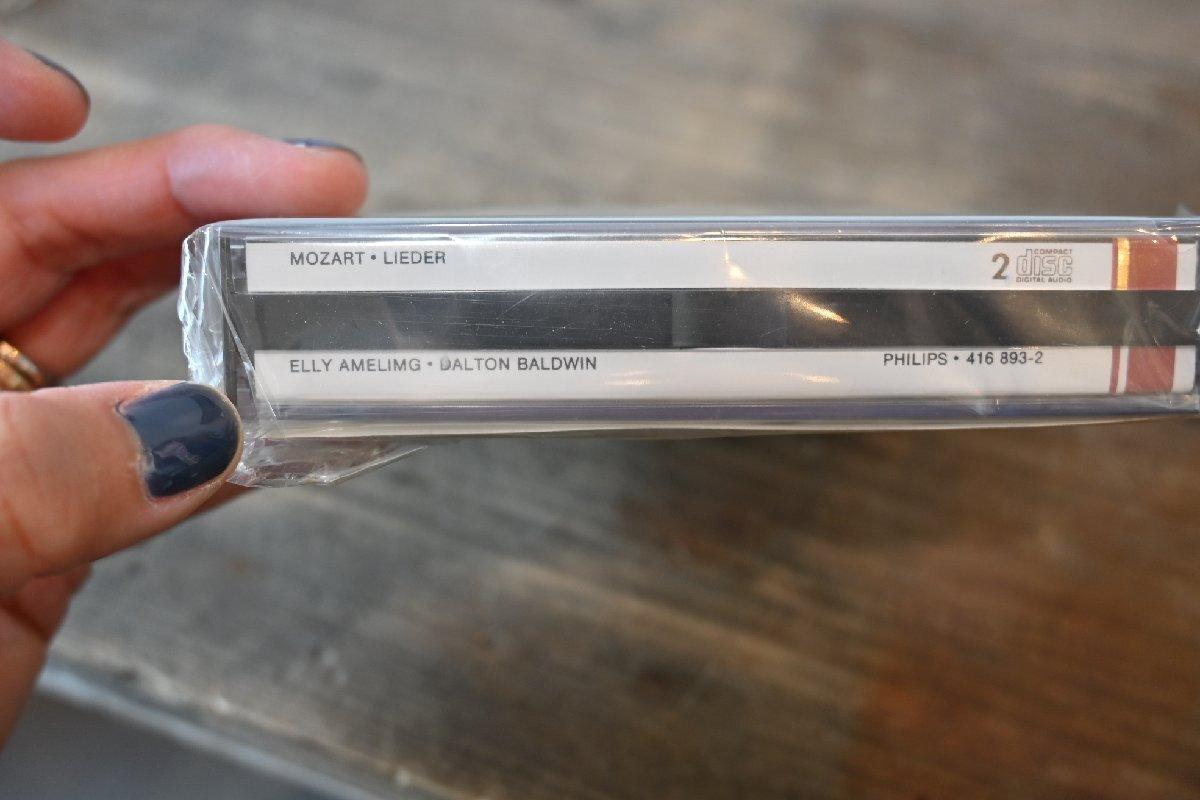 MOZART • LIEDER
2 COMPACT disc DIGITAL AUDIO
ELLY AMELIMG • DALTON BALDWIN
PHILIPS • 416 893-2